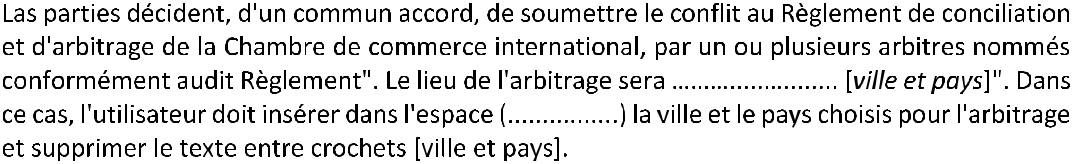 Las parties décident, d'un commun accord, de soumettre le conflit au Règlement de conciliation
et d'arbitrage de la Chambre de commerce international, par un ou plusieurs arbitres nommés
conformément audit Règlement". Le lieu de l'arbitrage sera ......................... [ville et pays]". Dans
ce cas, l'utilisateur doit insérer dans l'espace (................) la ville et le pays choisis pour l'arbitrage
et supprimer le texte entre crochets [ville et pays].